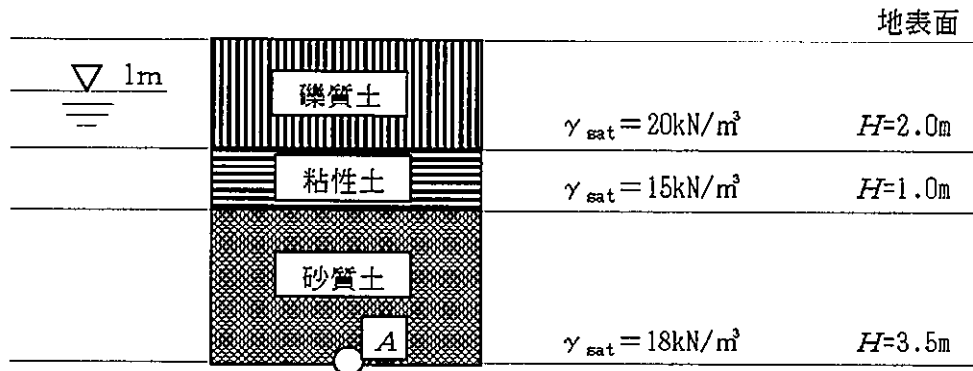 地表面
1m
礫質土
γsat=20kN/㎥ H=2.0m
粘性土
γsat=15kN/㎥ H=1.0m
砂質土
A
γsat=18kN/㎥ H=3.5m